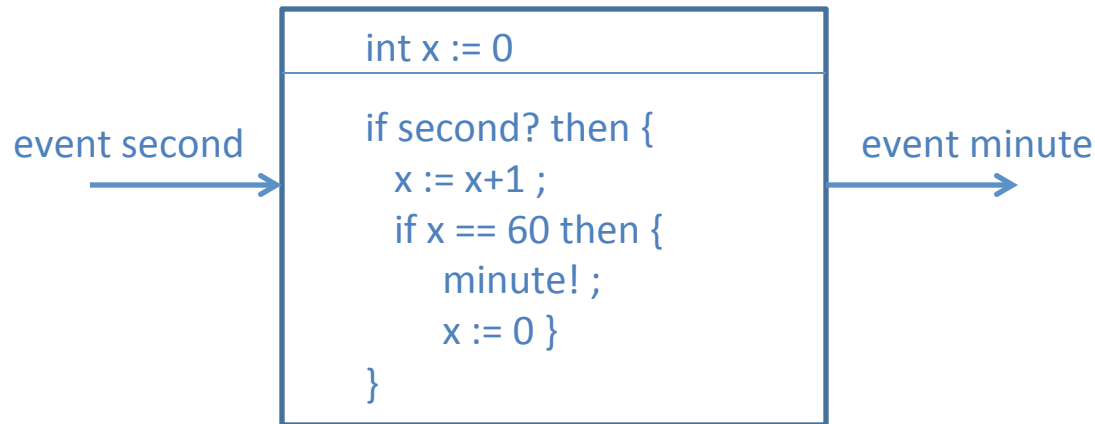 int x := 0
event second
if second? then {
x := x+1 ;
if x == 60 then {
minute! ;
x := 0 }
}
event minute